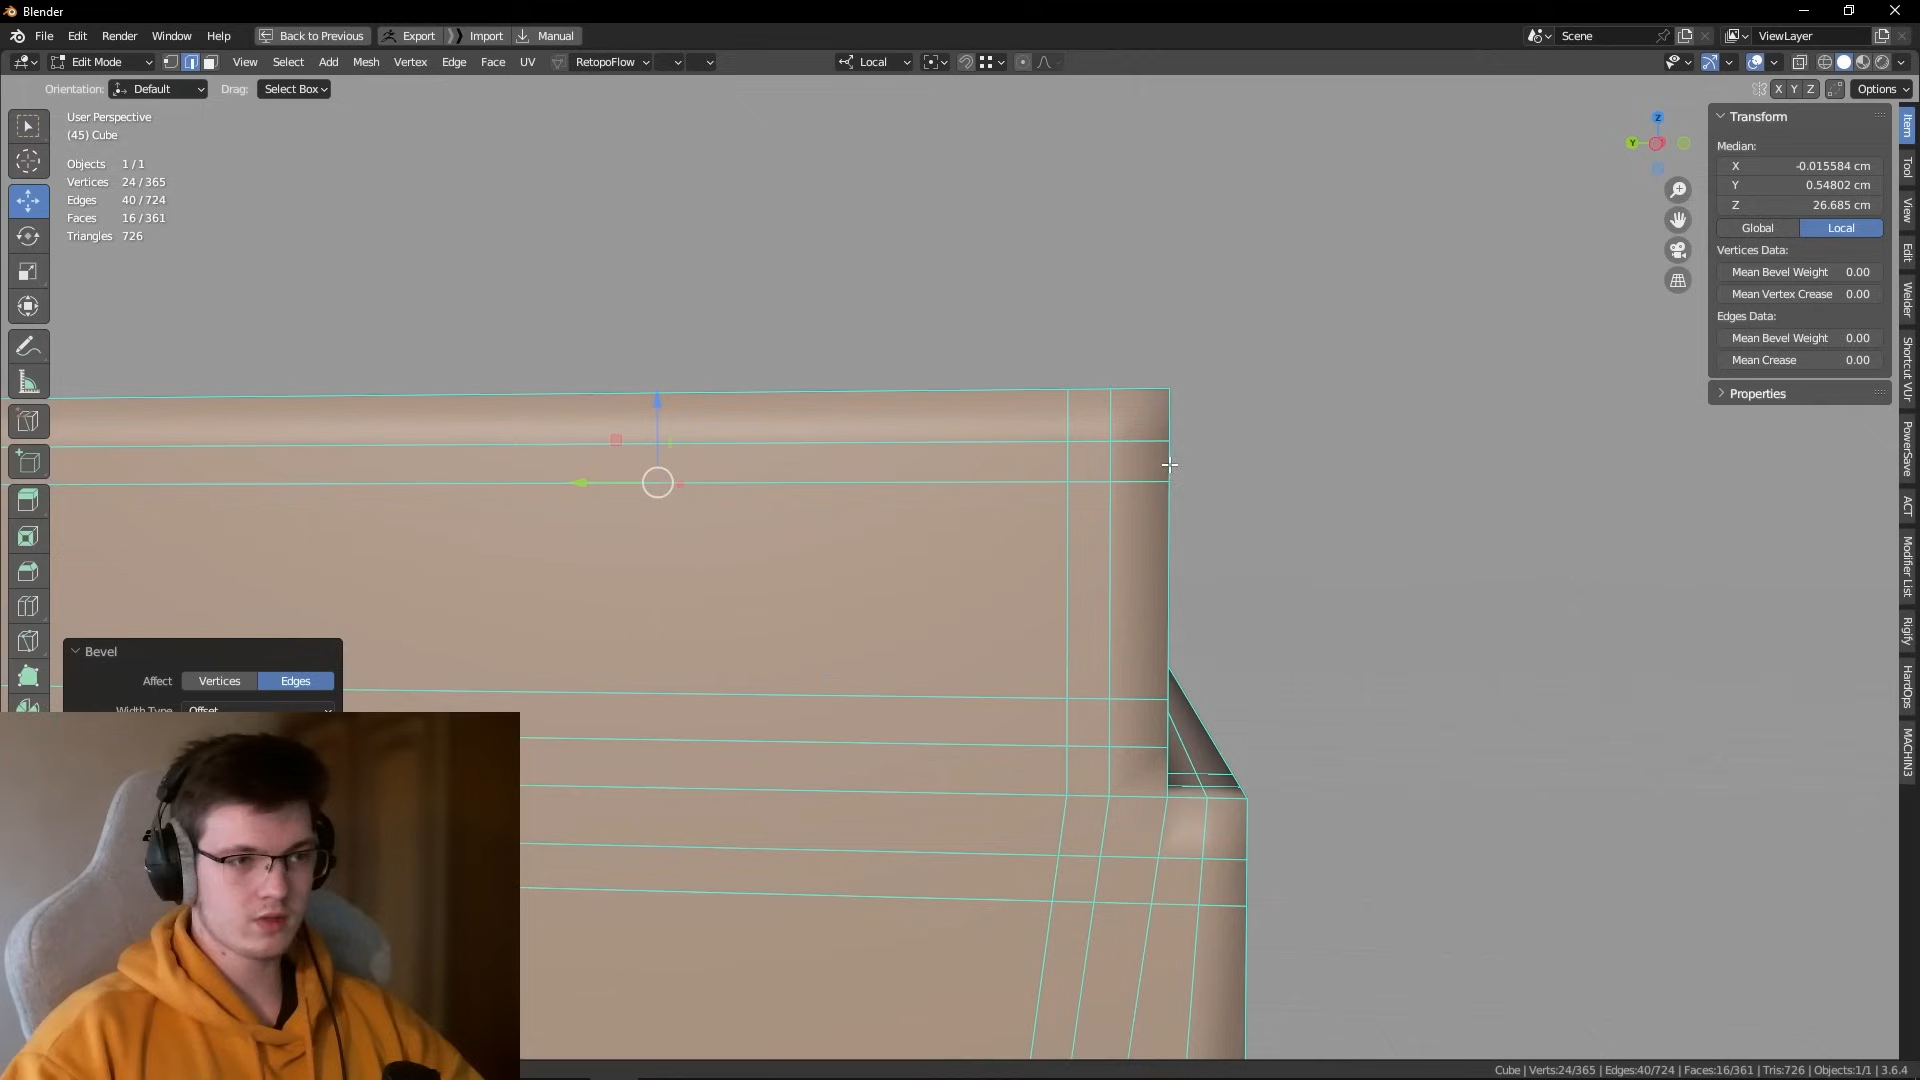 Blender
File Edit Render Window Help Back to Previous Export Import Manual Scene ViewLayer
Edit Mode View Select Add Mesh Vertex Edge Face UV RetopoFlow Local
Orientation: Default Drag: Select Box X Y Z Options
User Perspective
(45) Cube
Objects 1/1
Vertices 24/365
Edges 40/724
Faces 16/361
Triangles 726
Z
Y
Transform
Median:
X -0.015584 cm
Y 0.54802 cm
Z 26.685 cm
Global Local
Vertices Data:
Mean Bevel Weight 0.00
Mean Vertex Crease 0.00
Edges Data:
Mean Bevel Weight 0.00
Mean Crease 0.00
Properties
Item
Tool
View
Edit
Welder
Shortcut VUr
PowerSave
ACT
Modifier List
Rigify
HardOps
MACHIN3
Bevel
Affect Vertices Edges
Width Type Offset
Cube | Verts:24/365 | Edges:40/724 | Faces:16/361 | Tris:726 | Objects:1/1 | 3.6.4